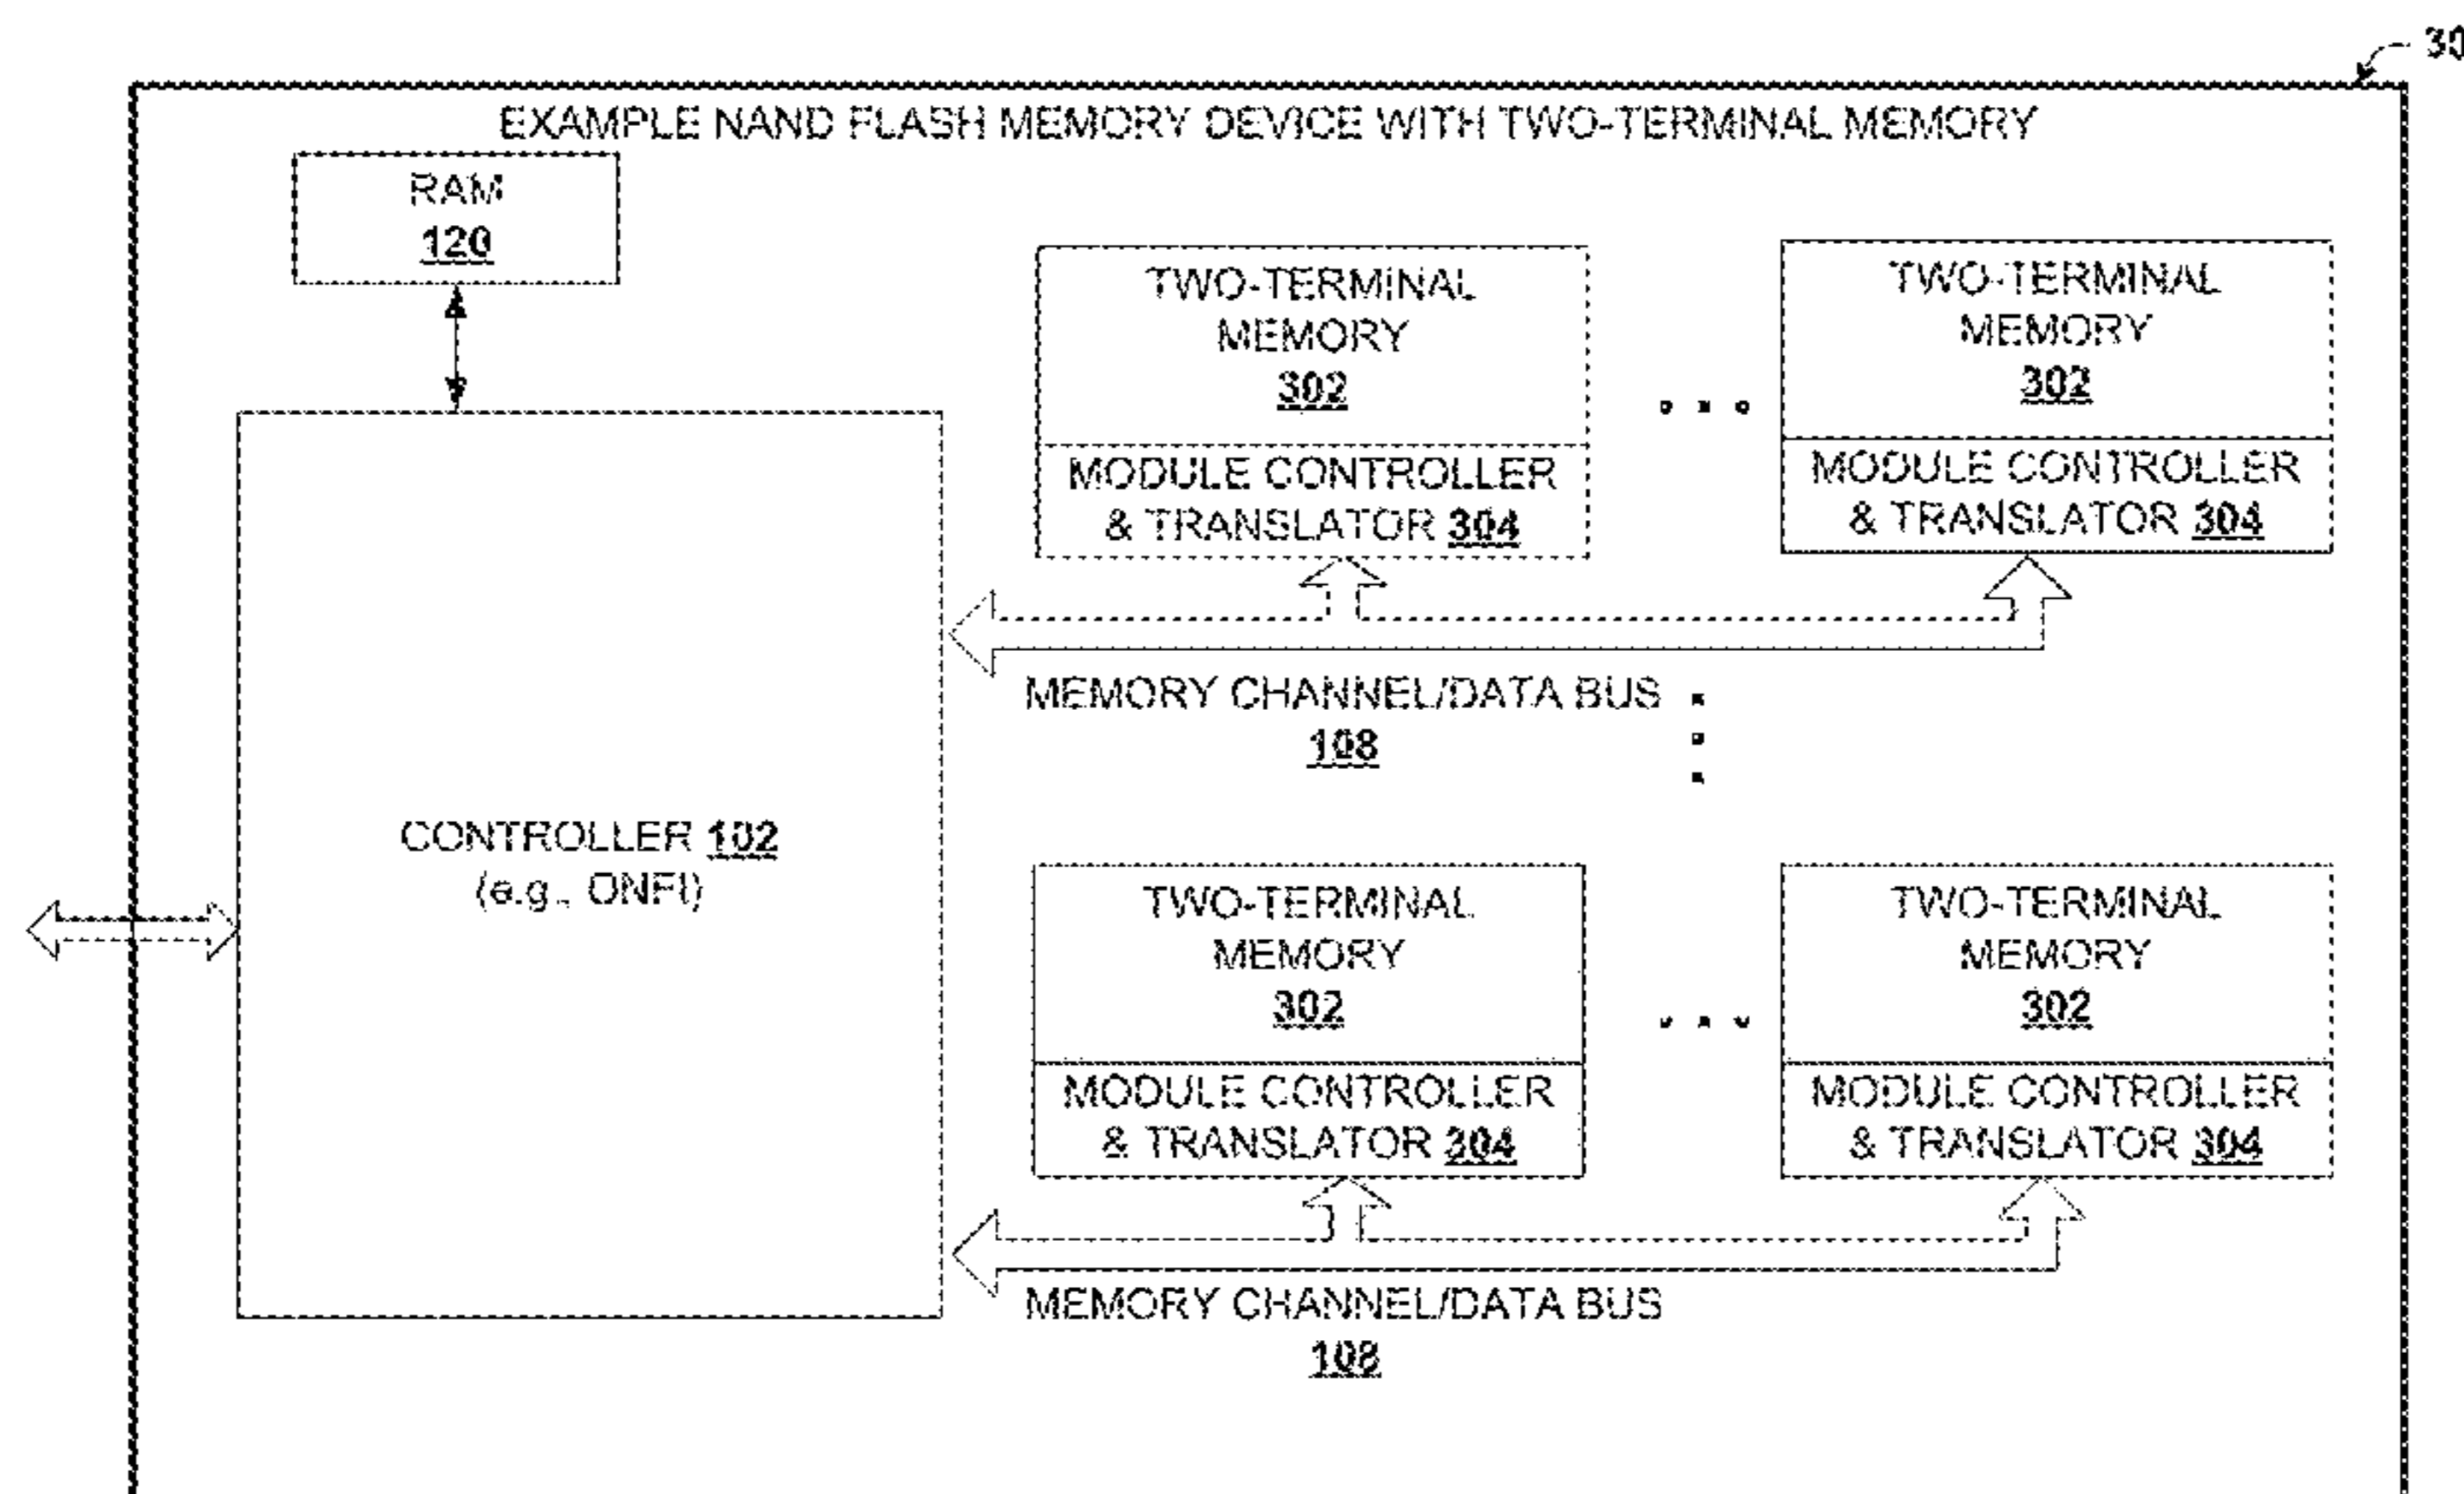 30
EXAMPLE NAND FLASH MEMORY DEVICE WITH TWO-TERMINAL MEMORY
RAM
120
TWO-TERMINAL
MEMORY
302
MODULE CONTROLLER
& TRANSLATOR 304
TWO-TERMINAL
MEMORY
302
MODULE CONTROLLER
& TRANSLATOR 304
MEMORY CHANNEL/DATA BUS
108
CONTROLLER 102
(e.g., ONFI)
TWO-TERMINAL
MEMORY
302
MODULE CONTROLLER
& TRANSLATOR 304
TWO-TERMINAL
MEMORY
302
MODULE CONTROLLER
& TRANSLATOR 304
MEMORY CHANNEL/DATA BUS
108